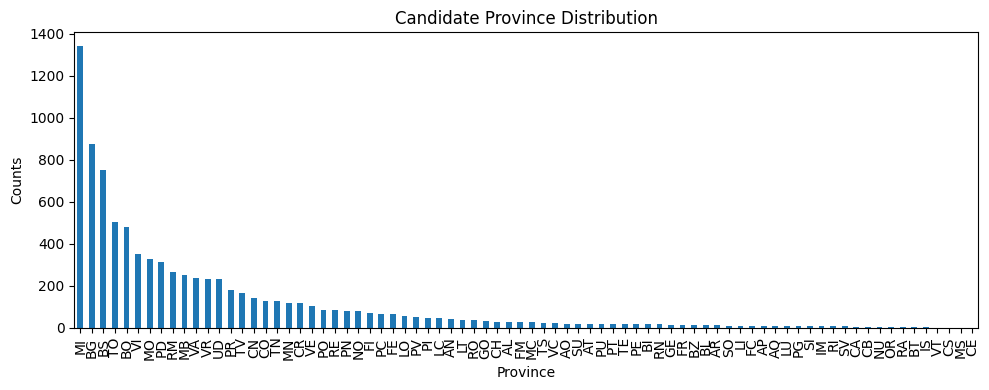 Candidate Province Distribution
Counts
1400
1200
1000
800
600
400
200
0
MI BG BS TO BO VI MO PD RM MB VA VR UD PR TV CN CO TN MN CR VE PO RE PN NO FI PC FE LO PV PI LC AN LT RO GO CH AL FM MC TS VC AO SU AT PU PT TE PE BI RN GE FR BZ BL AR SO LI FC AP AQ LU PG SI IM RI SV CA CB NU OR RA BT IS VT CS MS CE
Province